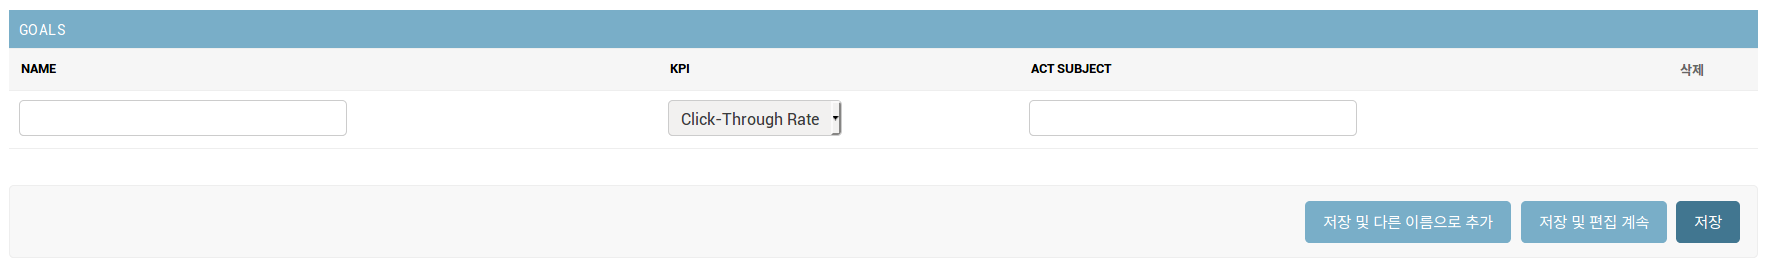 GOALS
NAME KPI ACT SUBJECT 삭제
Click-Through Rate
저장 및 다른 이름으로 추가 저장 및 편집 계속 저장